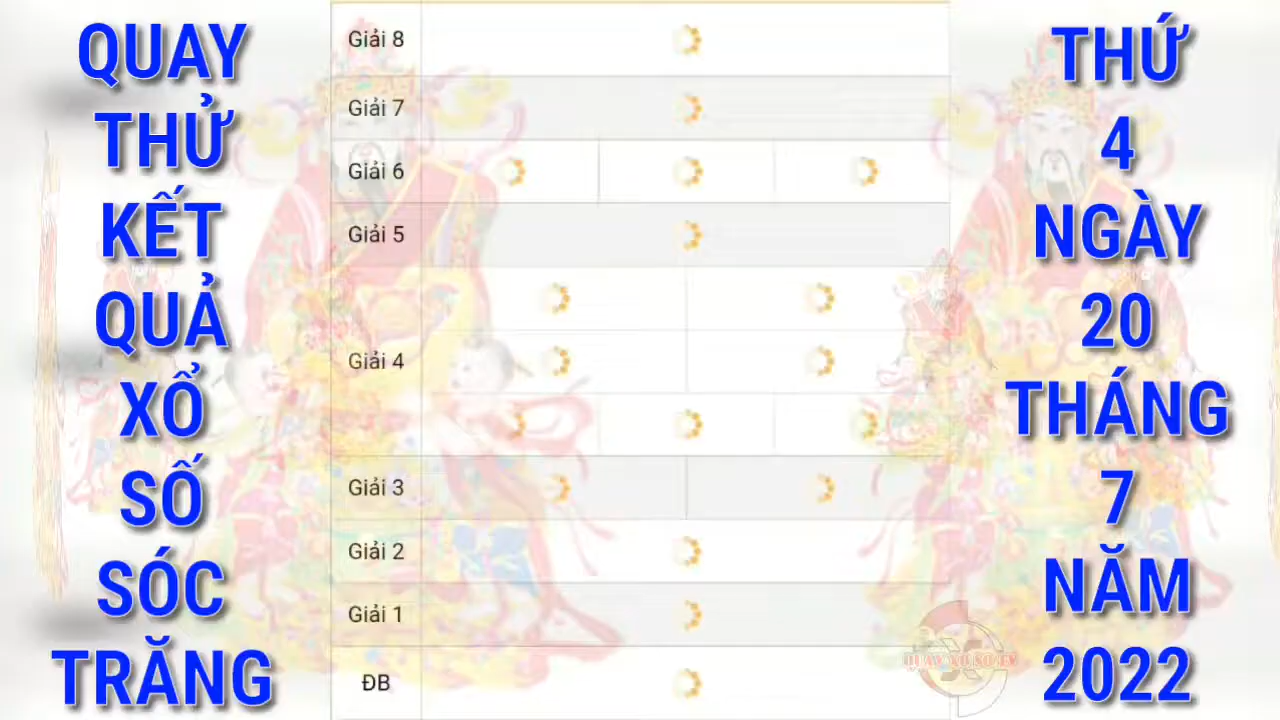 QUAY
THỬ
KẾT
QUẢ
XỔ
SỐ
SÓC
TRĂNG
Giải 8
Giải 7
Giải 6
Giải 5
Giải 4
Giải 3
Giải 2
Giải 1
ĐB
THỨ
4
NGÀY
20
THÁNG
7
NĂM
2022